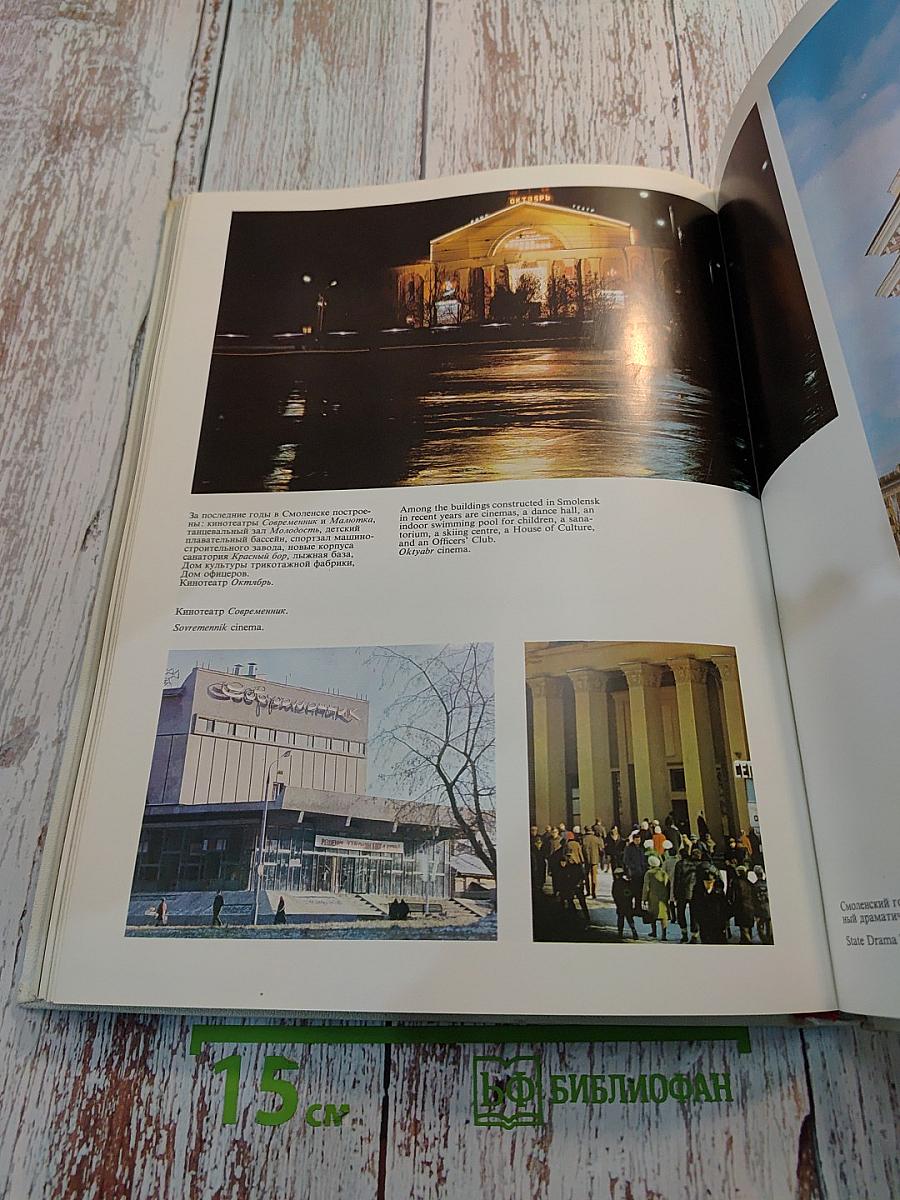 КИНО ОКТЯБРЬ ТЕАТР
За последние годы в Смоленске построе-
ны: кинотеатры Современник и Малютка,
танцевальный зал Молодость, детский
плавательный бассейн, спортзал машино-
строительного завода, новые корпуса
санатория Красный бор, лыжная база,
Дом культуры трикотажной фабрики,
Дом офицеров.
Кинотеатр Октябрь.
Among the buildings constructed in Smolensk
in recent years are cinemas, a dance hall, an
indoor swimming pool for children, a sana-
torium, a skiing centre, a House of Culture,
and an Officers' Club.
Oktyabr cinema.
Кинотеатр Современник.
Sovremennik cinema.
Современник
СЕГ
Смоленский го
ный драматич
State Drama
15 см
БФ БИБЛИОФАН